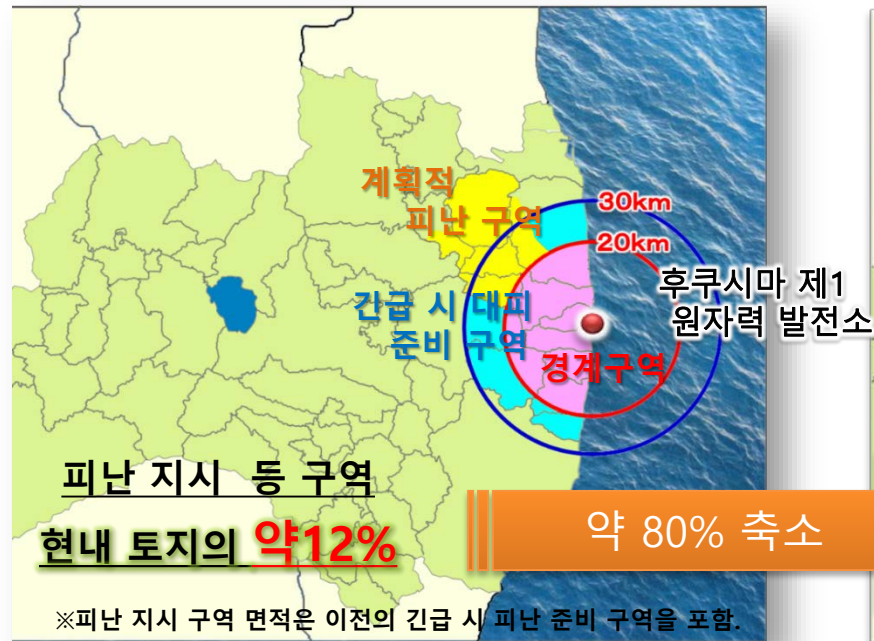 계획적
피난 구역
30km
20km
후쿠시마 제1
원자력 발전소
긴급 시 대피
준비 구역
경계구역
피난 지시 등 구역
현내 토지의 약12%
약 80% 축소
※피난 지시 구역 면적은 이전의 긴급 시 피난 준비 구역을 포함.